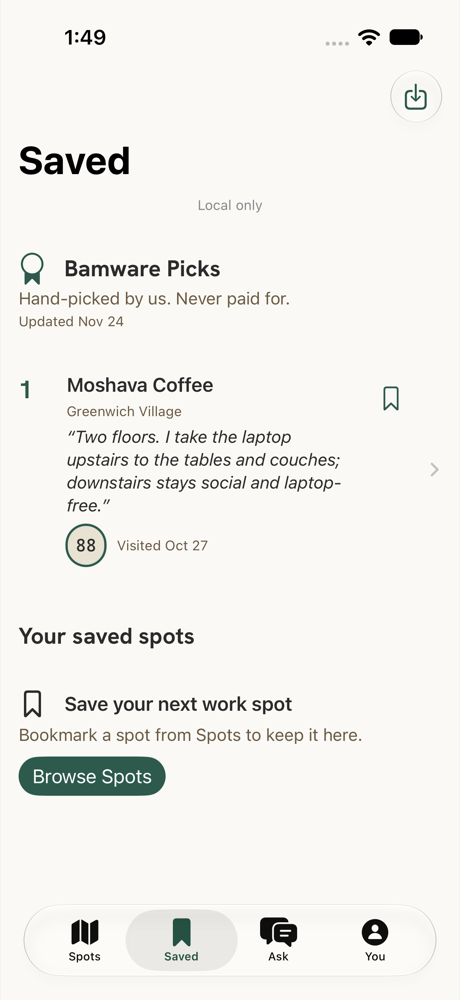 1:49
Saved
Local only
Bamware Picks
Hand-picked by us. Never paid for.
Updated Nov 24
1
Moshava Coffee
Greenwich Village
“Two floors. I take the laptop
upstairs to the tables and couches;
downstairs stays social and laptop-
free.”
88
Visited Oct 27
Your saved spots
Save your next work spot
Bookmark a spot from Spots to keep it here.
Browse Spots
Spots
Saved
Ask
You